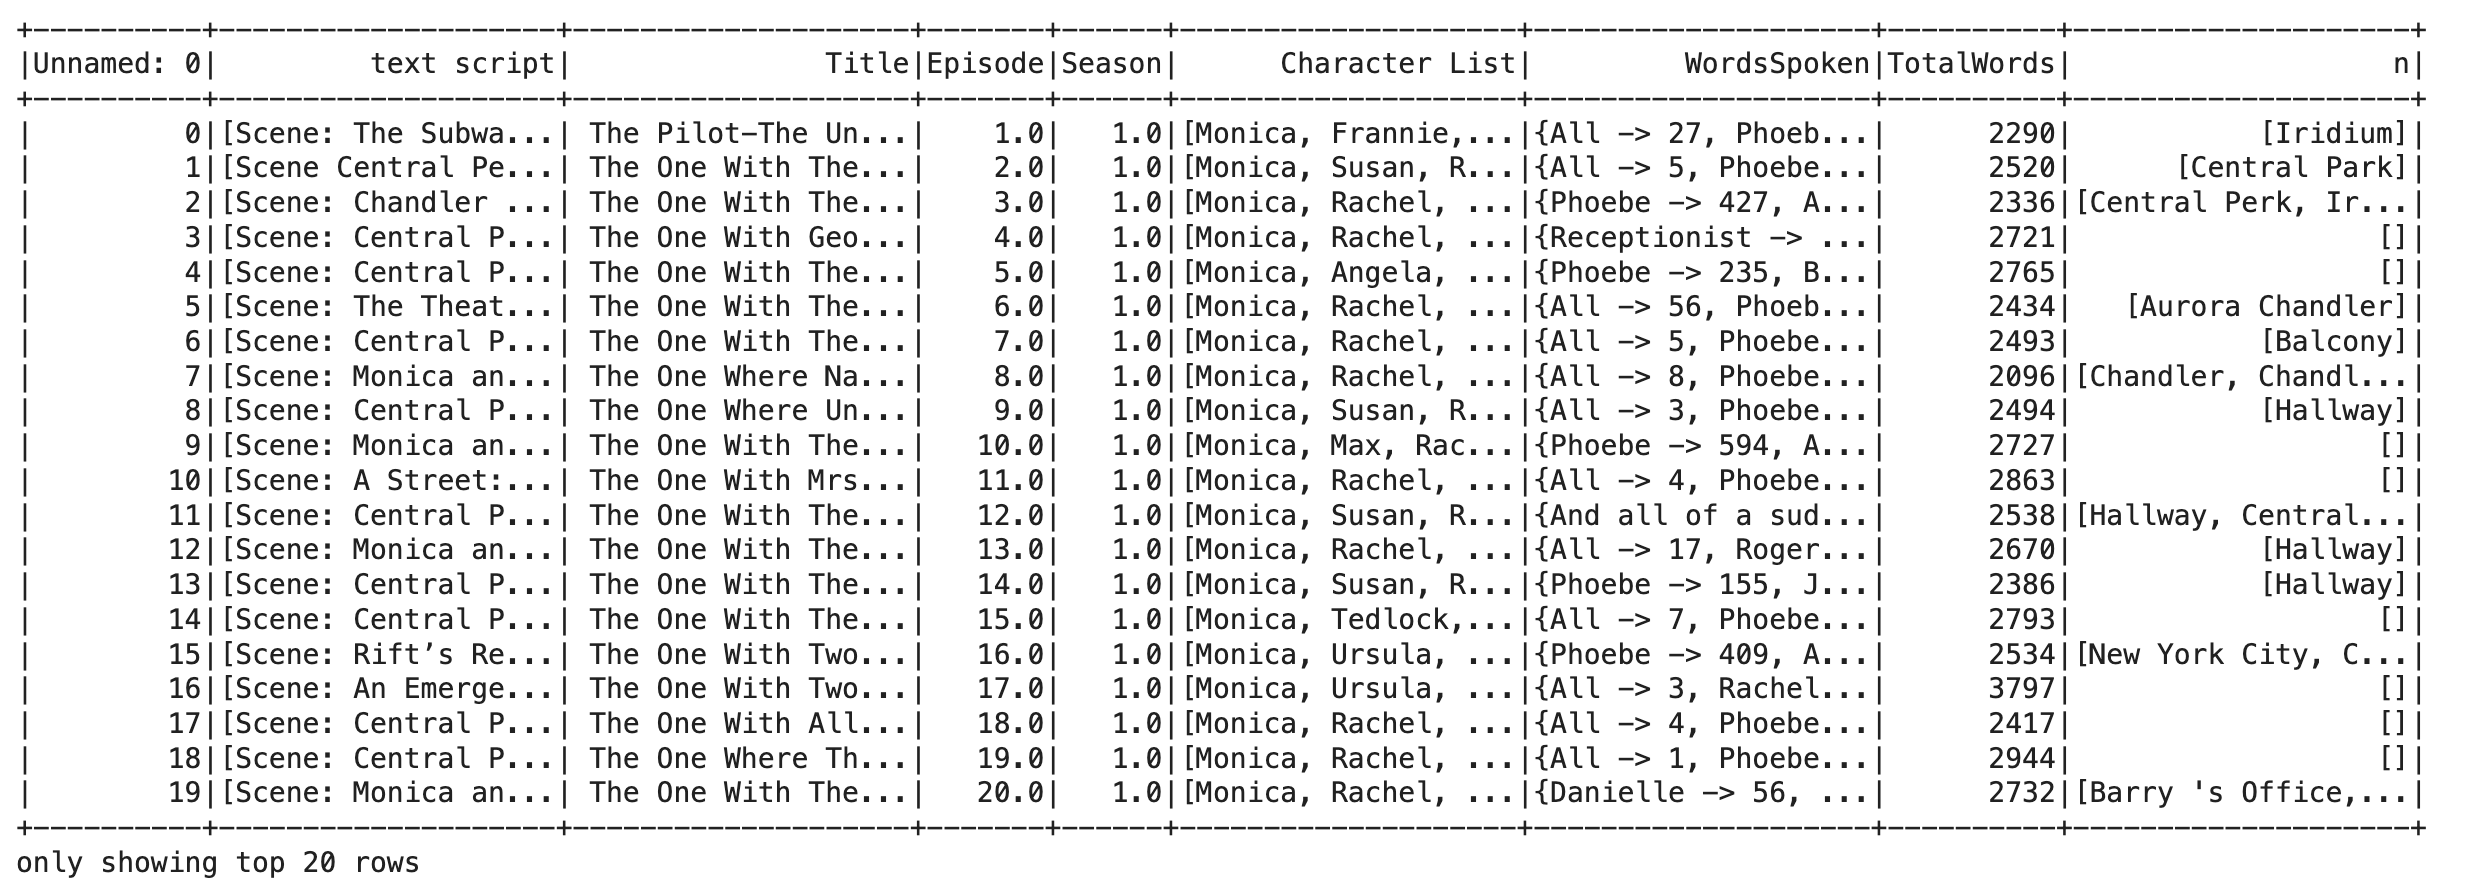 +-----------+--------------------+--------------------+-------+------+--------------------+--------------------+----------+--------------------+
|Unnamed: 0|         text script|               Title|Episode|Season|      Character List|         WordsSpoken|TotalWords|                   n|
+-----------+--------------------+--------------------+-------+------+--------------------+--------------------+----------+--------------------+
|         0|[Scene: The Subwa...| The Pilot-The Un...|    1.0|   1.0|[Monica, Frannie,...|{All -> 27, Phoeb...|      2290|           [Iridium]|
|         1|[Scene Central Pe...| The One With The...|    2.0|   1.0|[Monica, Susan, R...|{All -> 5, Phoebe...|      2520|      [Central Park]|
|         2|[Scene: Chandler ...| The One With The...|    3.0|   1.0|[Monica, Rachel, ...|{Phoebe -> 427, A...|      2336|[Central Perk, Ir...|
|         3|[Scene: Central P...| The One With Geo...|    4.0|   1.0|[Monica, Rachel, ...|{Receptionist -> ...|      2721|                  []|
|         4|[Scene: Central P...| The One With The...|    5.0|   1.0|[Monica, Angela, ...|{Phoebe -> 235, B...|      2765|                  []|
|         5|[Scene: The Theat...| The One With The...|    6.0|   1.0|[Monica, Rachel, ...|{All -> 56, Phoeb...|      2434|   [Aurora Chandler]|
|         6|[Scene: Central P...| The One With The...|    7.0|   1.0|[Monica, Rachel, ...|{All -> 5, Phoebe...|      2493|           [Balcony]|
|         7|[Scene: Monica an...| The One Where Na...|    8.0|   1.0|[Monica, Rachel, ...|{All -> 8, Phoebe...|      2096|[Chandler, Chandl...|
|         8|[Scene: Central P...| The One Where Un...|    9.0|   1.0|[Monica, Susan, R...|{All -> 3, Phoebe...|      2494|           [Hallway]|
|         9|[Scene: Monica an...| The One With The...|   10.0|   1.0|[Monica, Max, Rac...|{Phoebe -> 594, A...|      2727|                  []|
|        10|[Scene: A Street:...| The One With Mrs...|   11.0|   1.0|[Monica, Rachel, ...|{All -> 4, Phoebe...|      2863|                  []|
|        11|[Scene: Central P...| The One With The...|   12.0|   1.0|[Monica, Susan, R...|{And all of a sud...|      2538|[Hallway, Central...|
|        12|[Scene: Monica an...| The One With The...|   13.0|   1.0|[Monica, Rachel, ...|{All -> 17, Roger...|      2670|           [Hallway]|
|        13|[Scene: Central P...| The One With The...|   14.0|   1.0|[Monica, Susan, R...|{Phoebe -> 155, J...|      2386|           [Hallway]|
|        14|[Scene: Central P...| The One With The...|   15.0|   1.0|[Monica, Tedlock,...|{All -> 7, Phoebe...|      2793|                  []|
|        15|[Scene: Rift’s Re...| The One With Two...|   16.0|   1.0|[Monica, Ursula, ...|{Phoebe -> 409, A...|      2534|[New York City, C...|
|        16|[Scene: An Emerge...| The One With Two...|   17.0|   1.0|[Monica, Ursula, ...|{All -> 3, Rachel...|      3797|                  []|
|        17|[Scene: Central P...| The One With All...|   18.0|   1.0|[Monica, Rachel, ...|{All -> 4, Phoebe...|      2417|                  []|
|        18|[Scene: Central P...| The One Where Th...|   19.0|   1.0|[Monica, Rachel, ...|{All -> 1, Phoebe...|      2944|                  []|
|        19|[Scene: Monica an...| The One With The...|   20.0|   1.0|[Monica, Rachel, ...|{Danielle -> 56, ...|      2732|[Barry 's Office,...|
+-----------+--------------------+--------------------+-------+------+--------------------+--------------------+----------+--------------------+
only showing top 20 rows